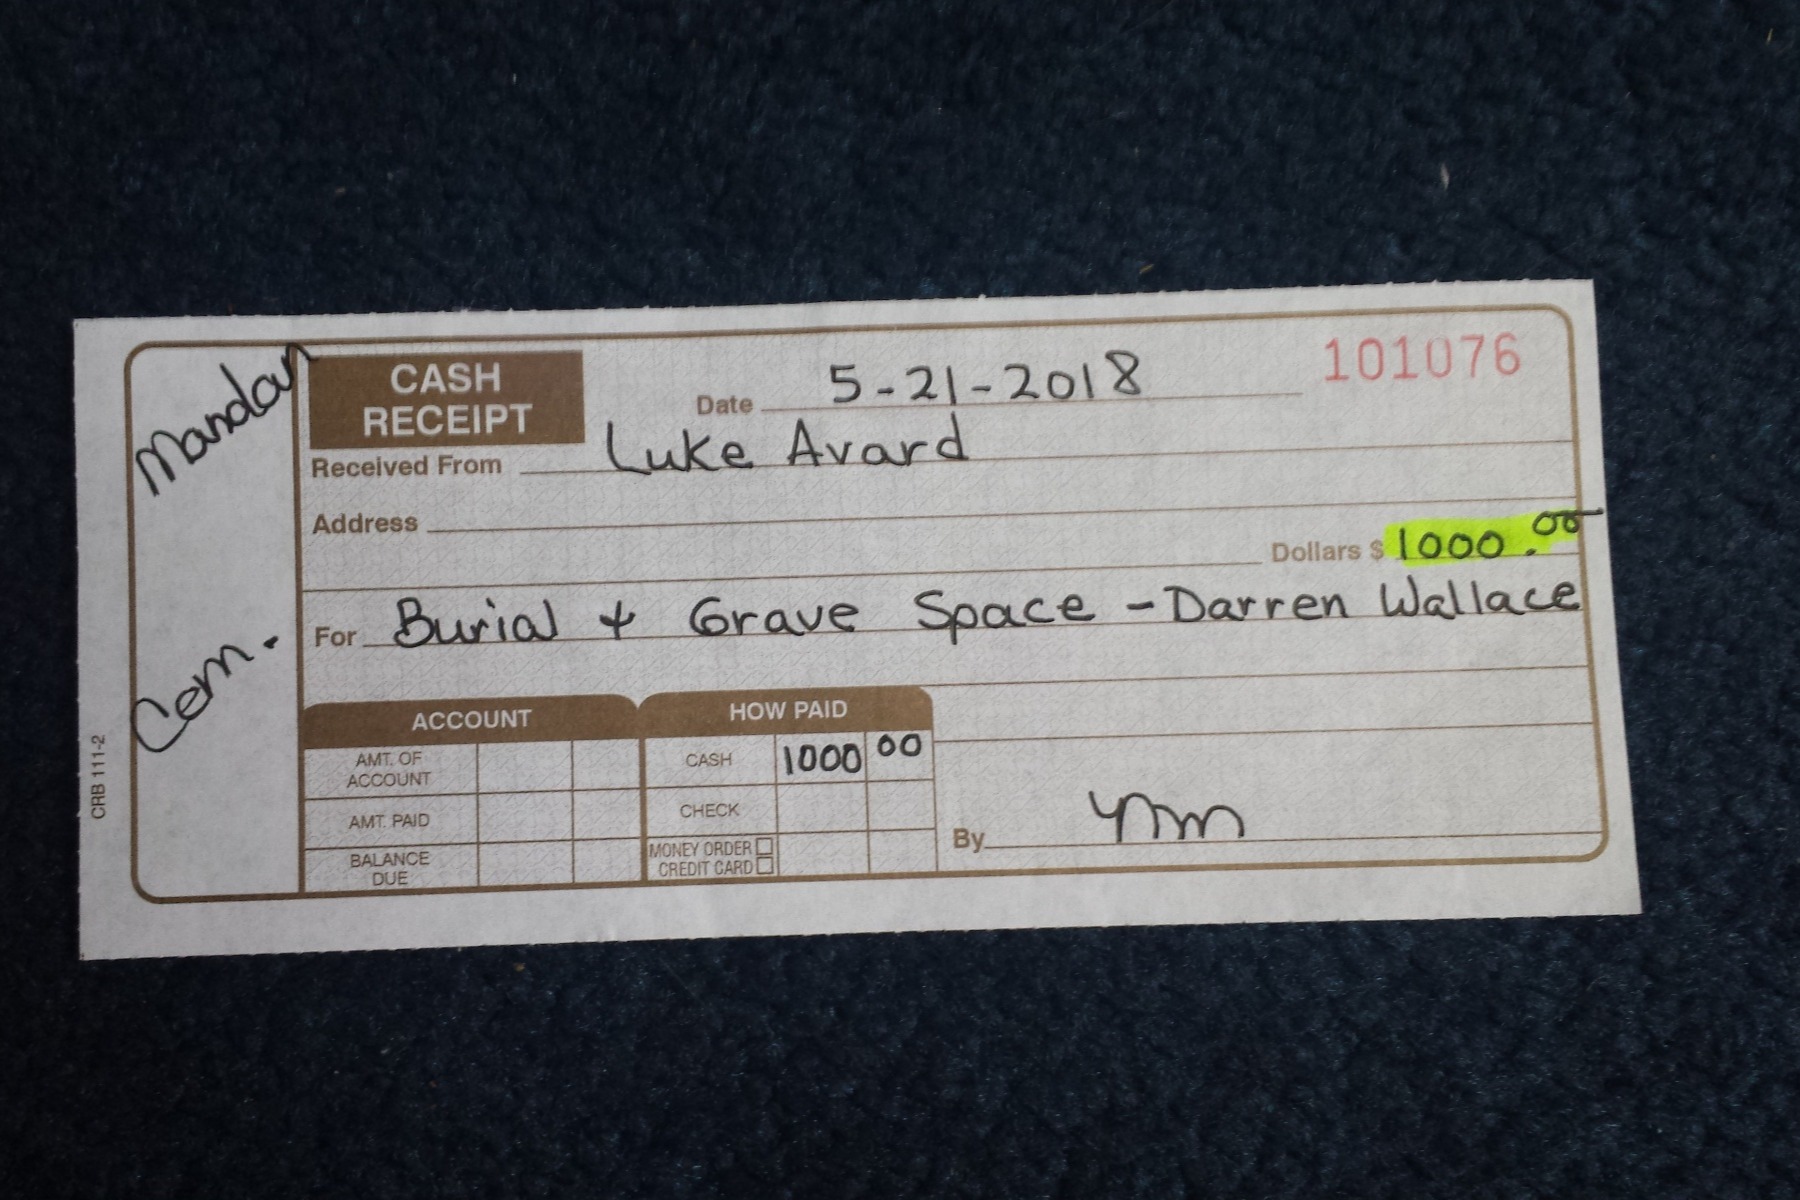 Mandan
Cem.
CRB 111-2
CASH
RECEIPT
Date 5-21-2018
101076
Received From Luke Avard
Address
Dollars $ 1000.00
For Burial + Grave Space - Darren Wallace
ACCOUNT
AMT. OF
ACCOUNT
AMT. PAID
BALANCE
DUE
HOW PAID
CASH 1000 00
CHECK
MONEY ORDER
CREDIT CARD
By